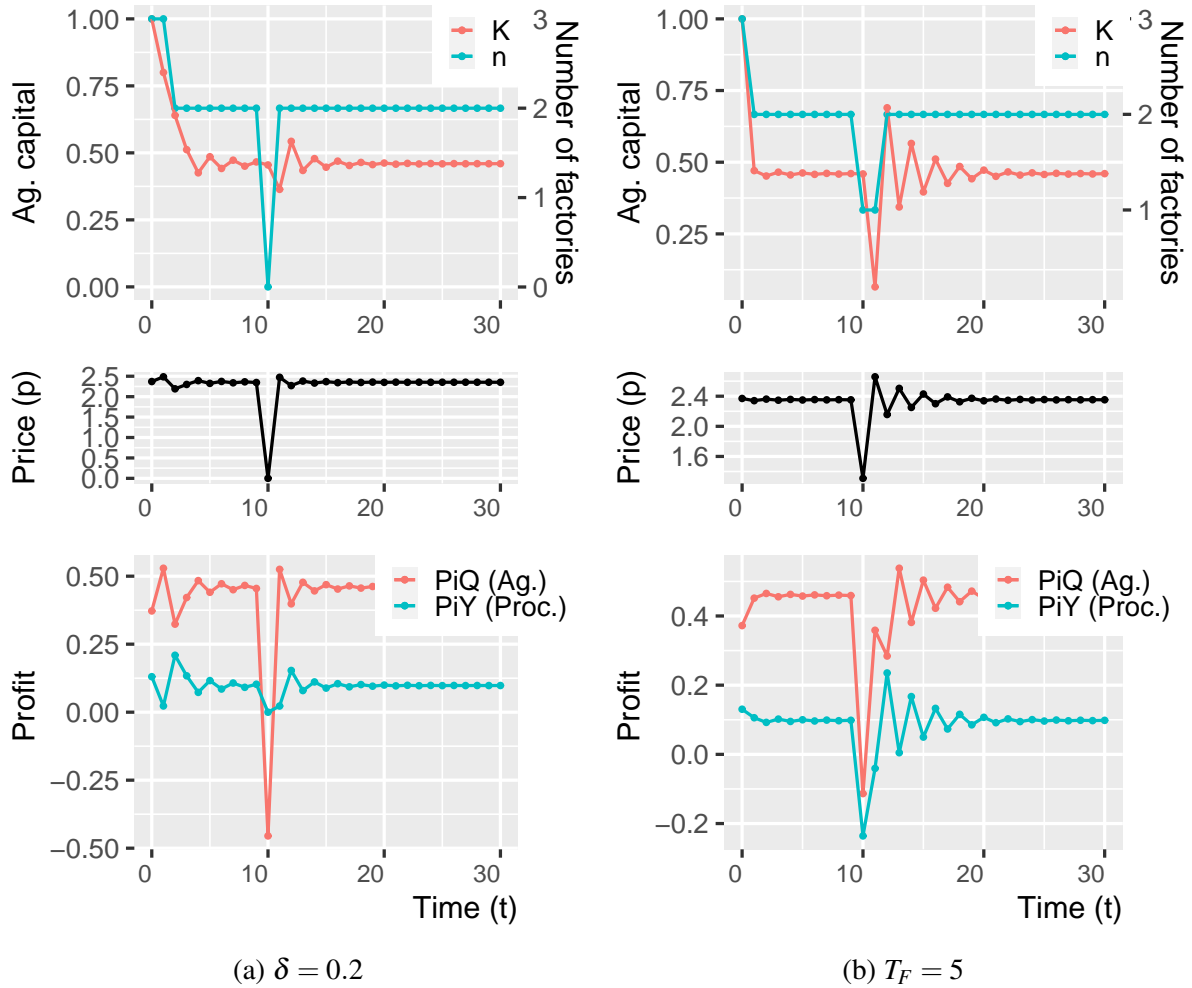 1.00
0.75
0.50
0.25
0.00
Ag. capital
K
n
3
2
1
0
Number of factories
0 10 20 30
2.5
2.0
1.5
1.0
0.5
0.0
Price (p)
0 10 20 30
0.50
0.25
0.00
−0.25
−0.50
Profit
PiQ (Ag.)
PiY (Proc.)
0 10 20 30
Time (t)
(a) δ = 0.2
1.00
0.75
0.50
0.25
Ag. capital
K
n
3
2
1
Number of factories
0 10 20 30
2.4
2.0
1.6
Price (p)
0 10 20 30
0.4
0.2
0.0
−0.2
Profit
PiQ (Ag.)
PiY (Proc.)
0 10 20 30
Time (t)
(b) T_F = 5